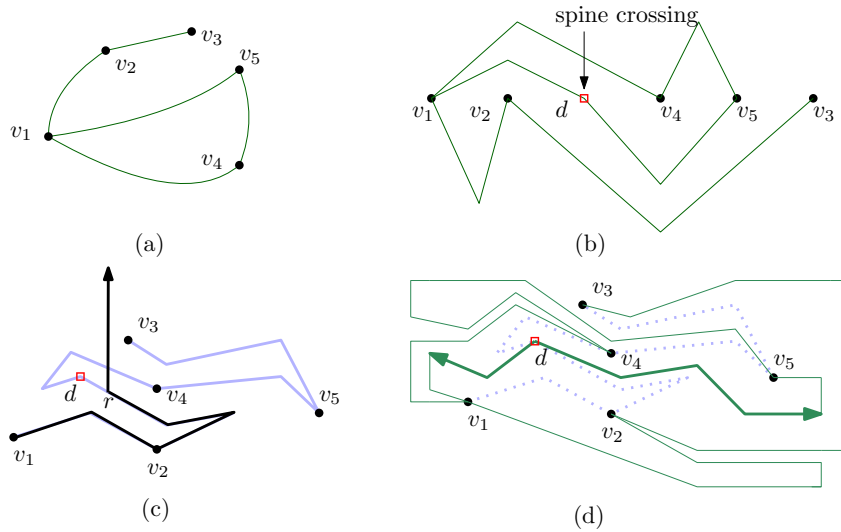 v1 v2 v3 v4 v5
(a)
spine crossing
v1 v2 d v4 v5 v3
(b)
v3
d r v4 v5
v1 v2
(c)
v3
d v4 v5
v1 v2
(d)